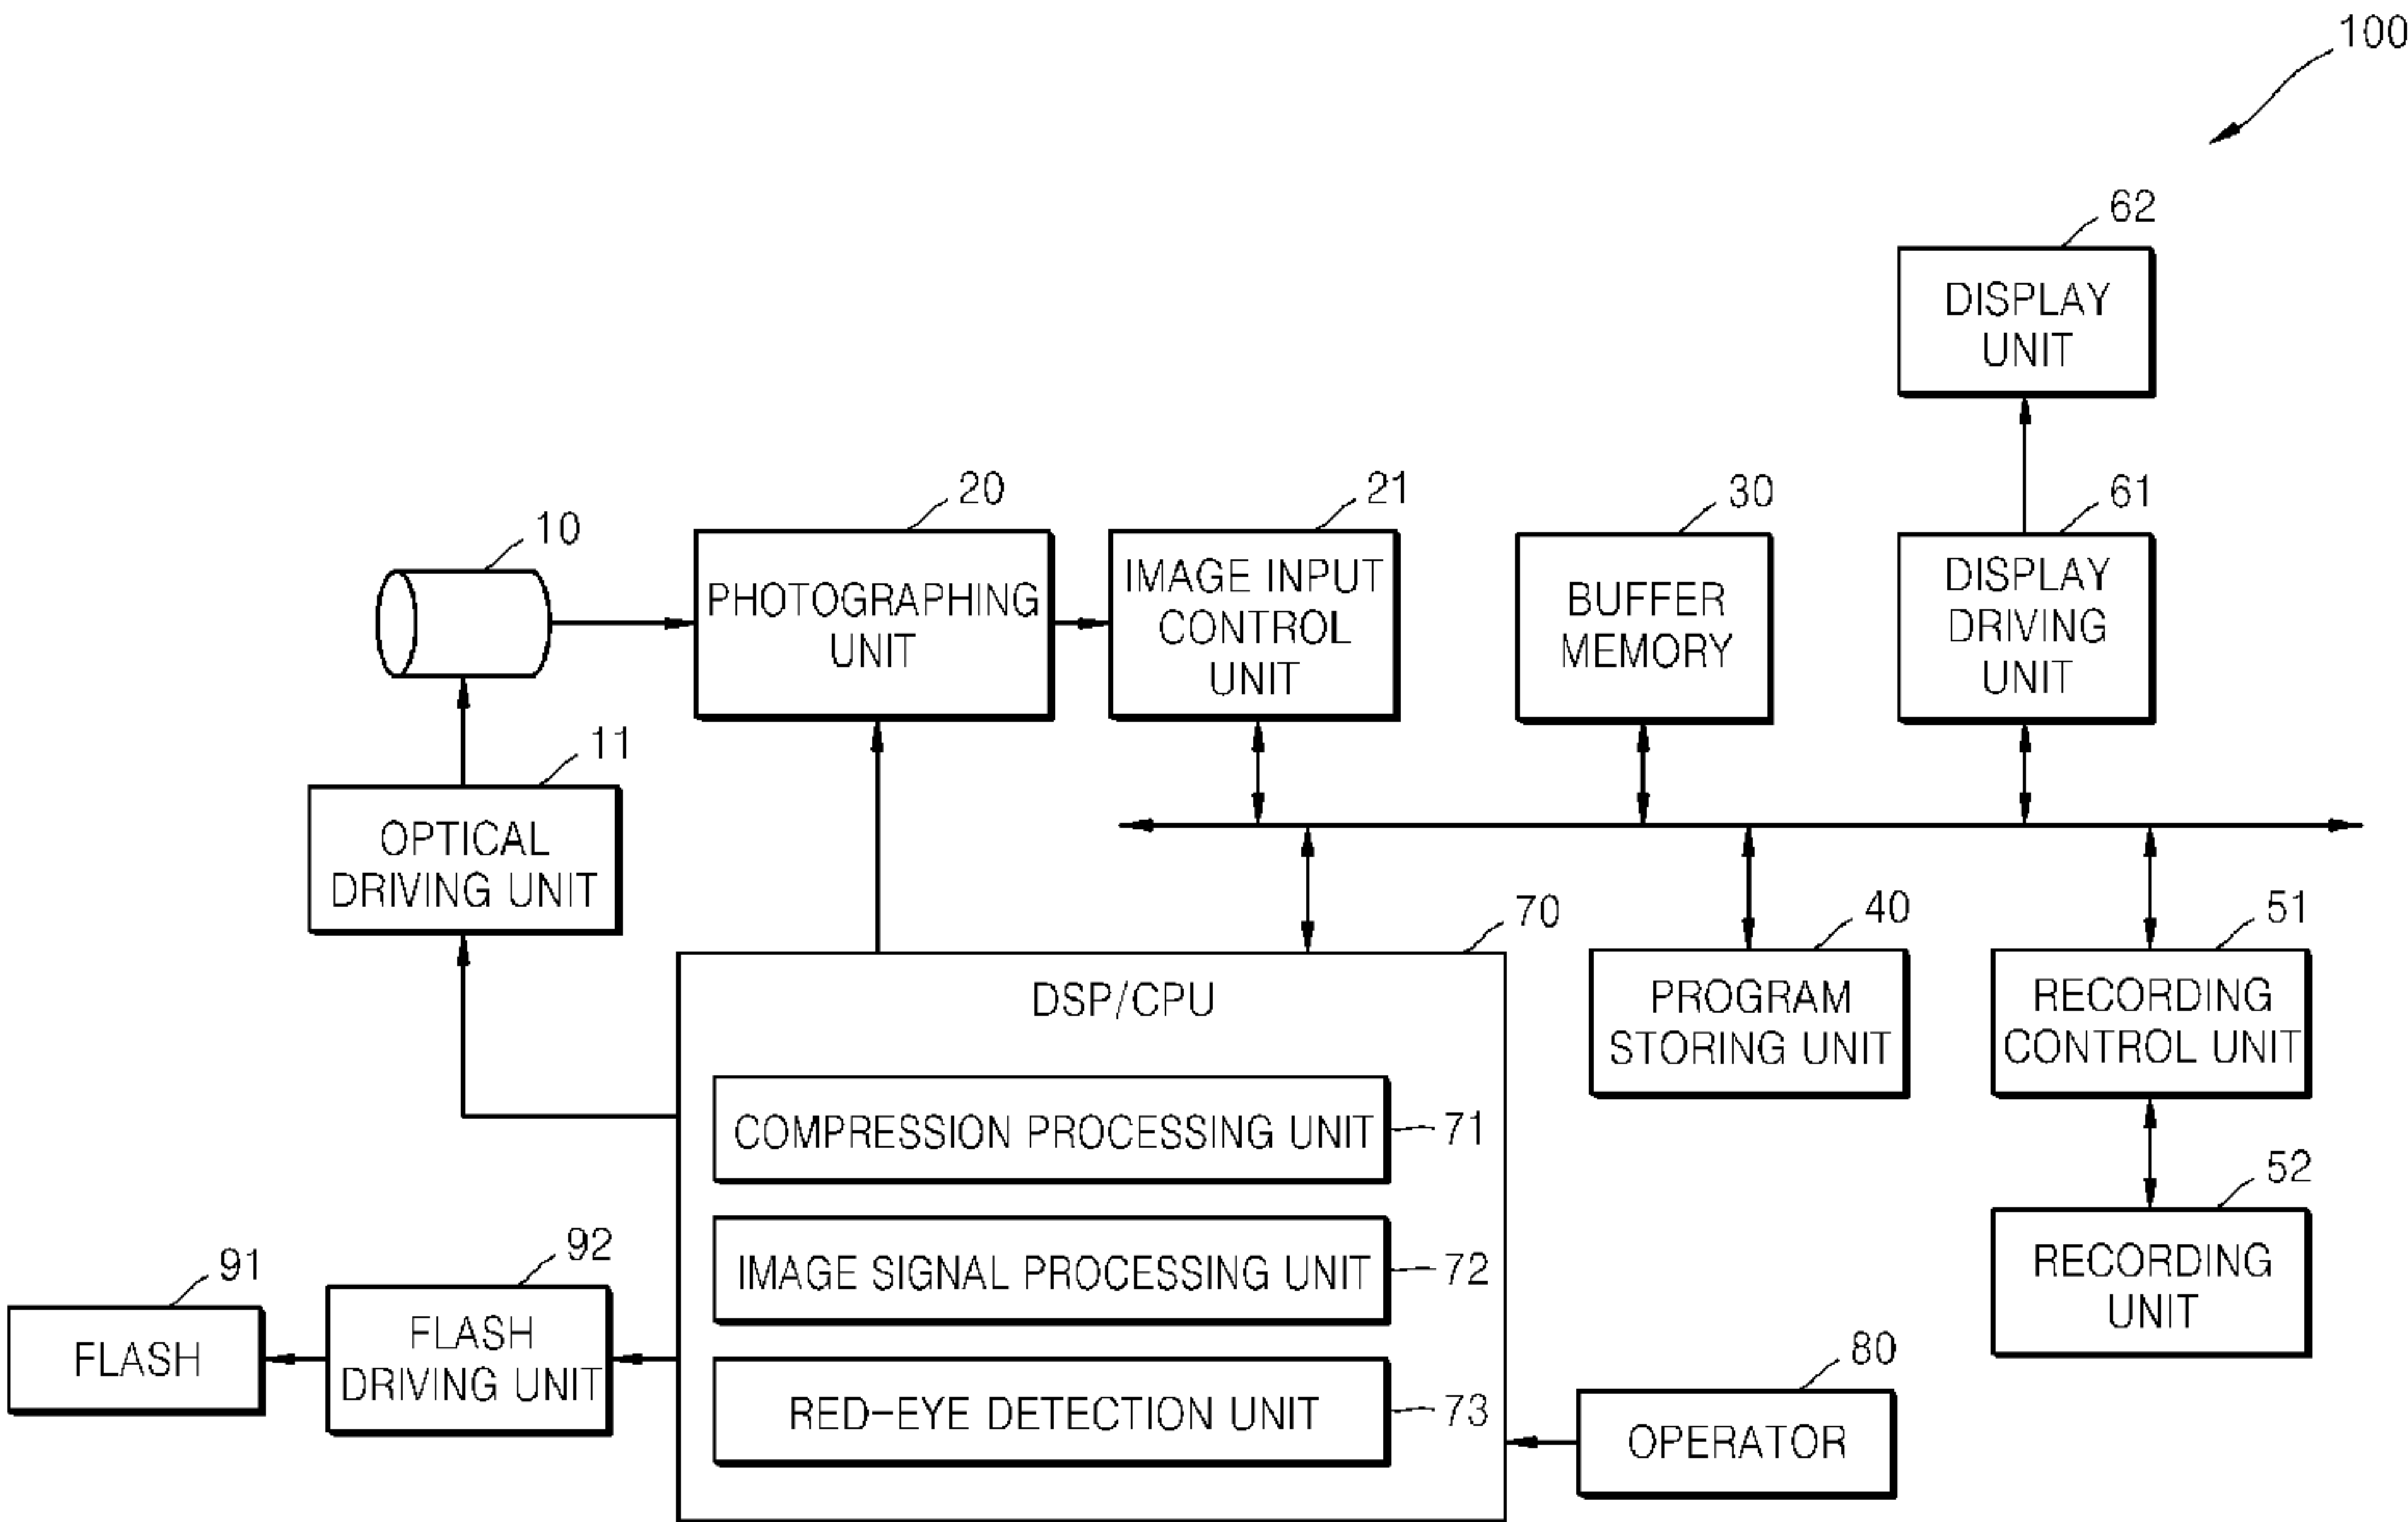 100
62
DISPLAY
UNIT
10
20
PHOTOGRAPHING
UNIT
21
IMAGE INPUT
CONTROL
UNIT
30
BUFFER
MEMORY
61
DISPLAY
DRIVING
UNIT
11
OPTICAL
DRIVING UNIT
70
DSP/CPU
COMPRESSION PROCESSING UNIT
71
IMAGE SIGNAL PROCESSING UNIT
72
RED-EYE DETECTION UNIT
73
40
PROGRAM
STORING UNIT
51
RECORDING
CONTROL UNIT
52
RECORDING
UNIT
91
FLASH
92
FLASH
DRIVING UNIT
80
OPERATOR